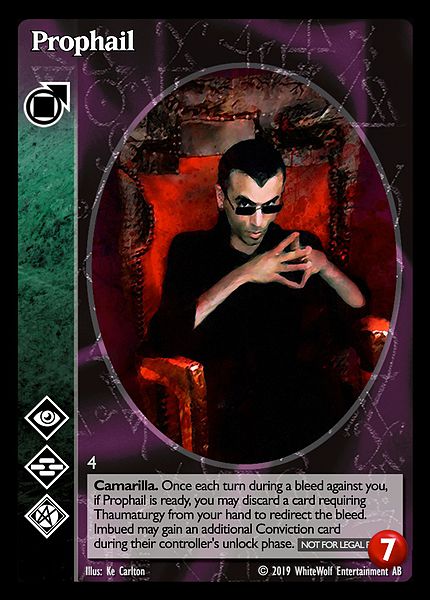 Prophail
4
Camarilla. Once each turn during a bleed against you,
if Prophail is ready, you may discard a card requiring
Thaumaturgy from your hand to redirect the bleed.
Imbued may gain an additional Conviction card
during their controller's unlock phase. NOT FOR LEGAL
7
Illus: Ke Carlton © 2019 WhiteWolf Entertainment AB